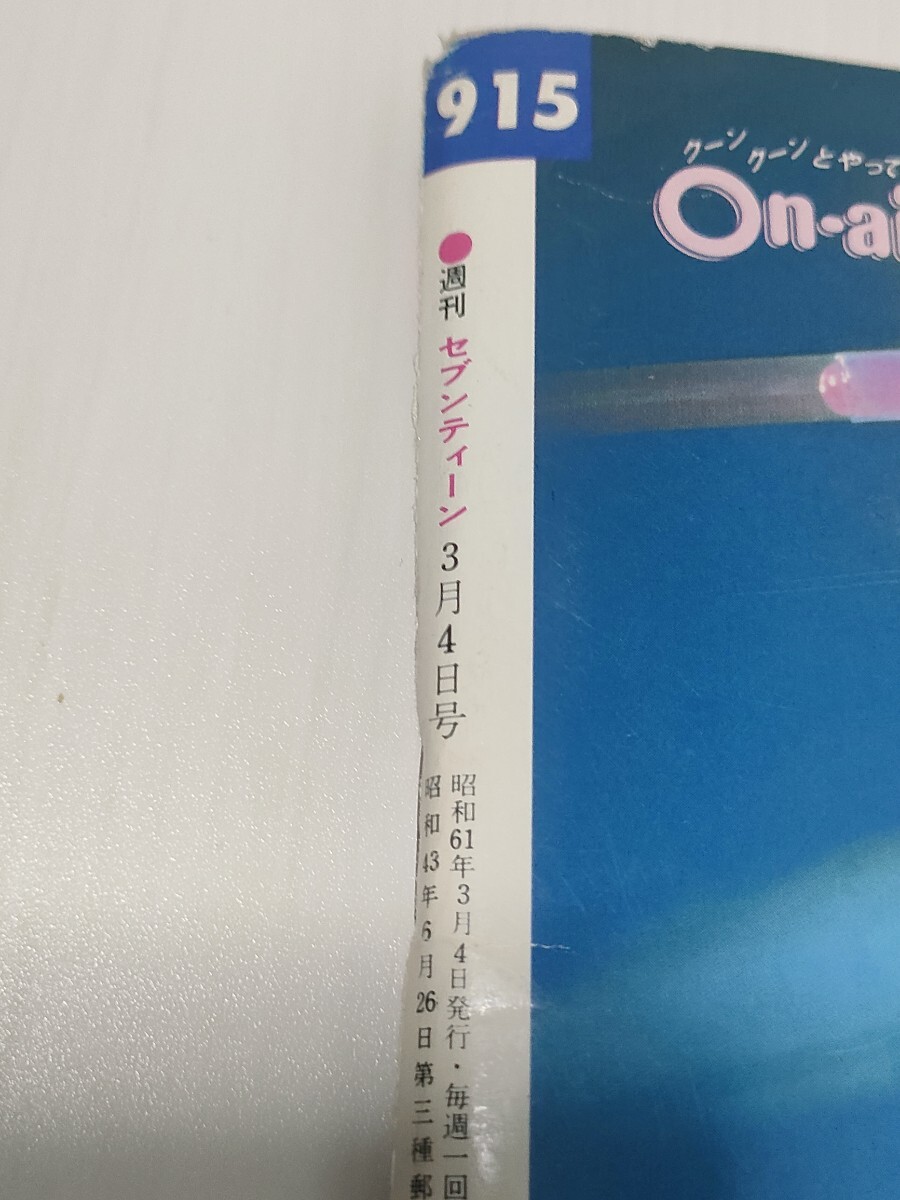 915
クーンクーンとやって
On-ai
●週刊 セブンティーン 3月4日号
昭和61年3月4日発行・毎週一回
昭和43年6月26日第三種郵